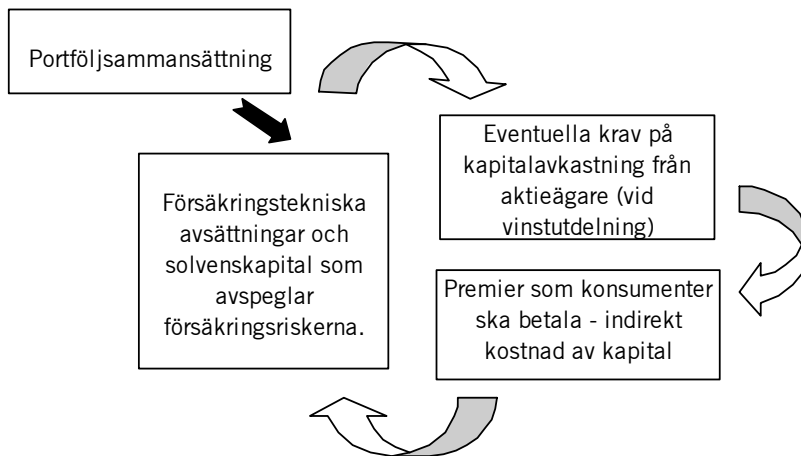 Portföljsammansättning
Eventuella krav på
kapitalavkastning från
aktieägare (vid
vinstutdelning)
Försäkringstekniska
avsättningar och
solvenskapital som
avspeglar
försäkringsriskerna.
Premier som konsumenter
ska betala - indirekt
kostnad av kapital